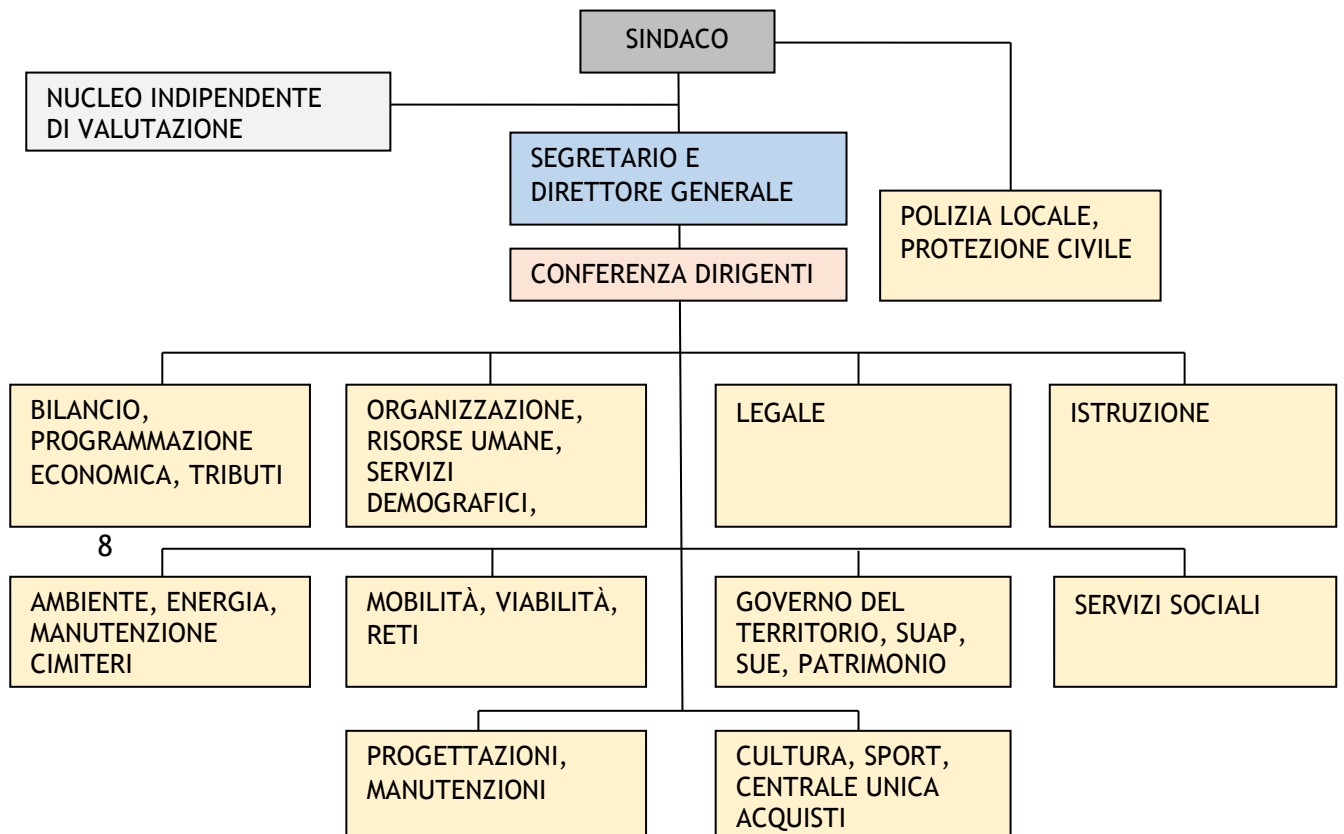 SINDACO
NUCLEO INDIPENDENTE
DI VALUTAZIONE
SEGRETARIO E
DIRETTORE GENERALE
POLIZIA LOCALE,
PROTEZIONE CIVILE
CONFERENZA DIRIGENTI
BILANCIO,
PROGRAMMAZIONE
ECONOMICA, TRIBUTI
ORGANIZZAZIONE,
RISORSE UMANE,
SERVIZI
DEMOGRAFICI,
LEGALE
ISTRUZIONE
8
AMBIENTE, ENERGIA,
MANUTENZIONE
CIMITERI
MOBILITÀ, VIABILITÀ,
RETI
GOVERNO DEL
TERRITORIO, SUAP,
SUE, PATRIMONIO
SERVIZI SOCIALI
PROGETTAZIONI,
MANUTENZIONI
CULTURA, SPORT,
CENTRALE UNICA
ACQUISTI